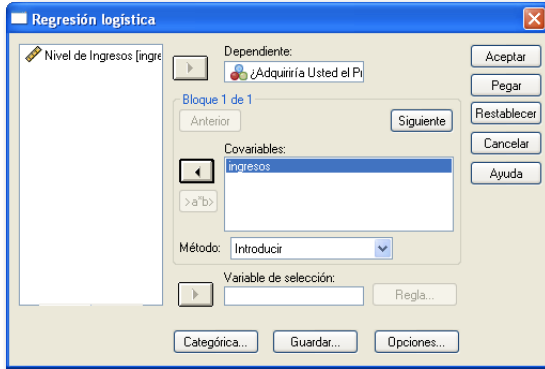 Regresión logística
Nivel de Ingresos [ingre
Dependiente:
¿Adquiriría Usted el Pi
Bloque 1 de 1
Anterior
Siguiente
Covariables:
ingresos
>a*b>
Método:
Introducir
Variable de selección:
Regla...
Categórica...
Guardar...
Opciones...
Aceptar
Pegar
Restablecer
Cancelar
Ayuda